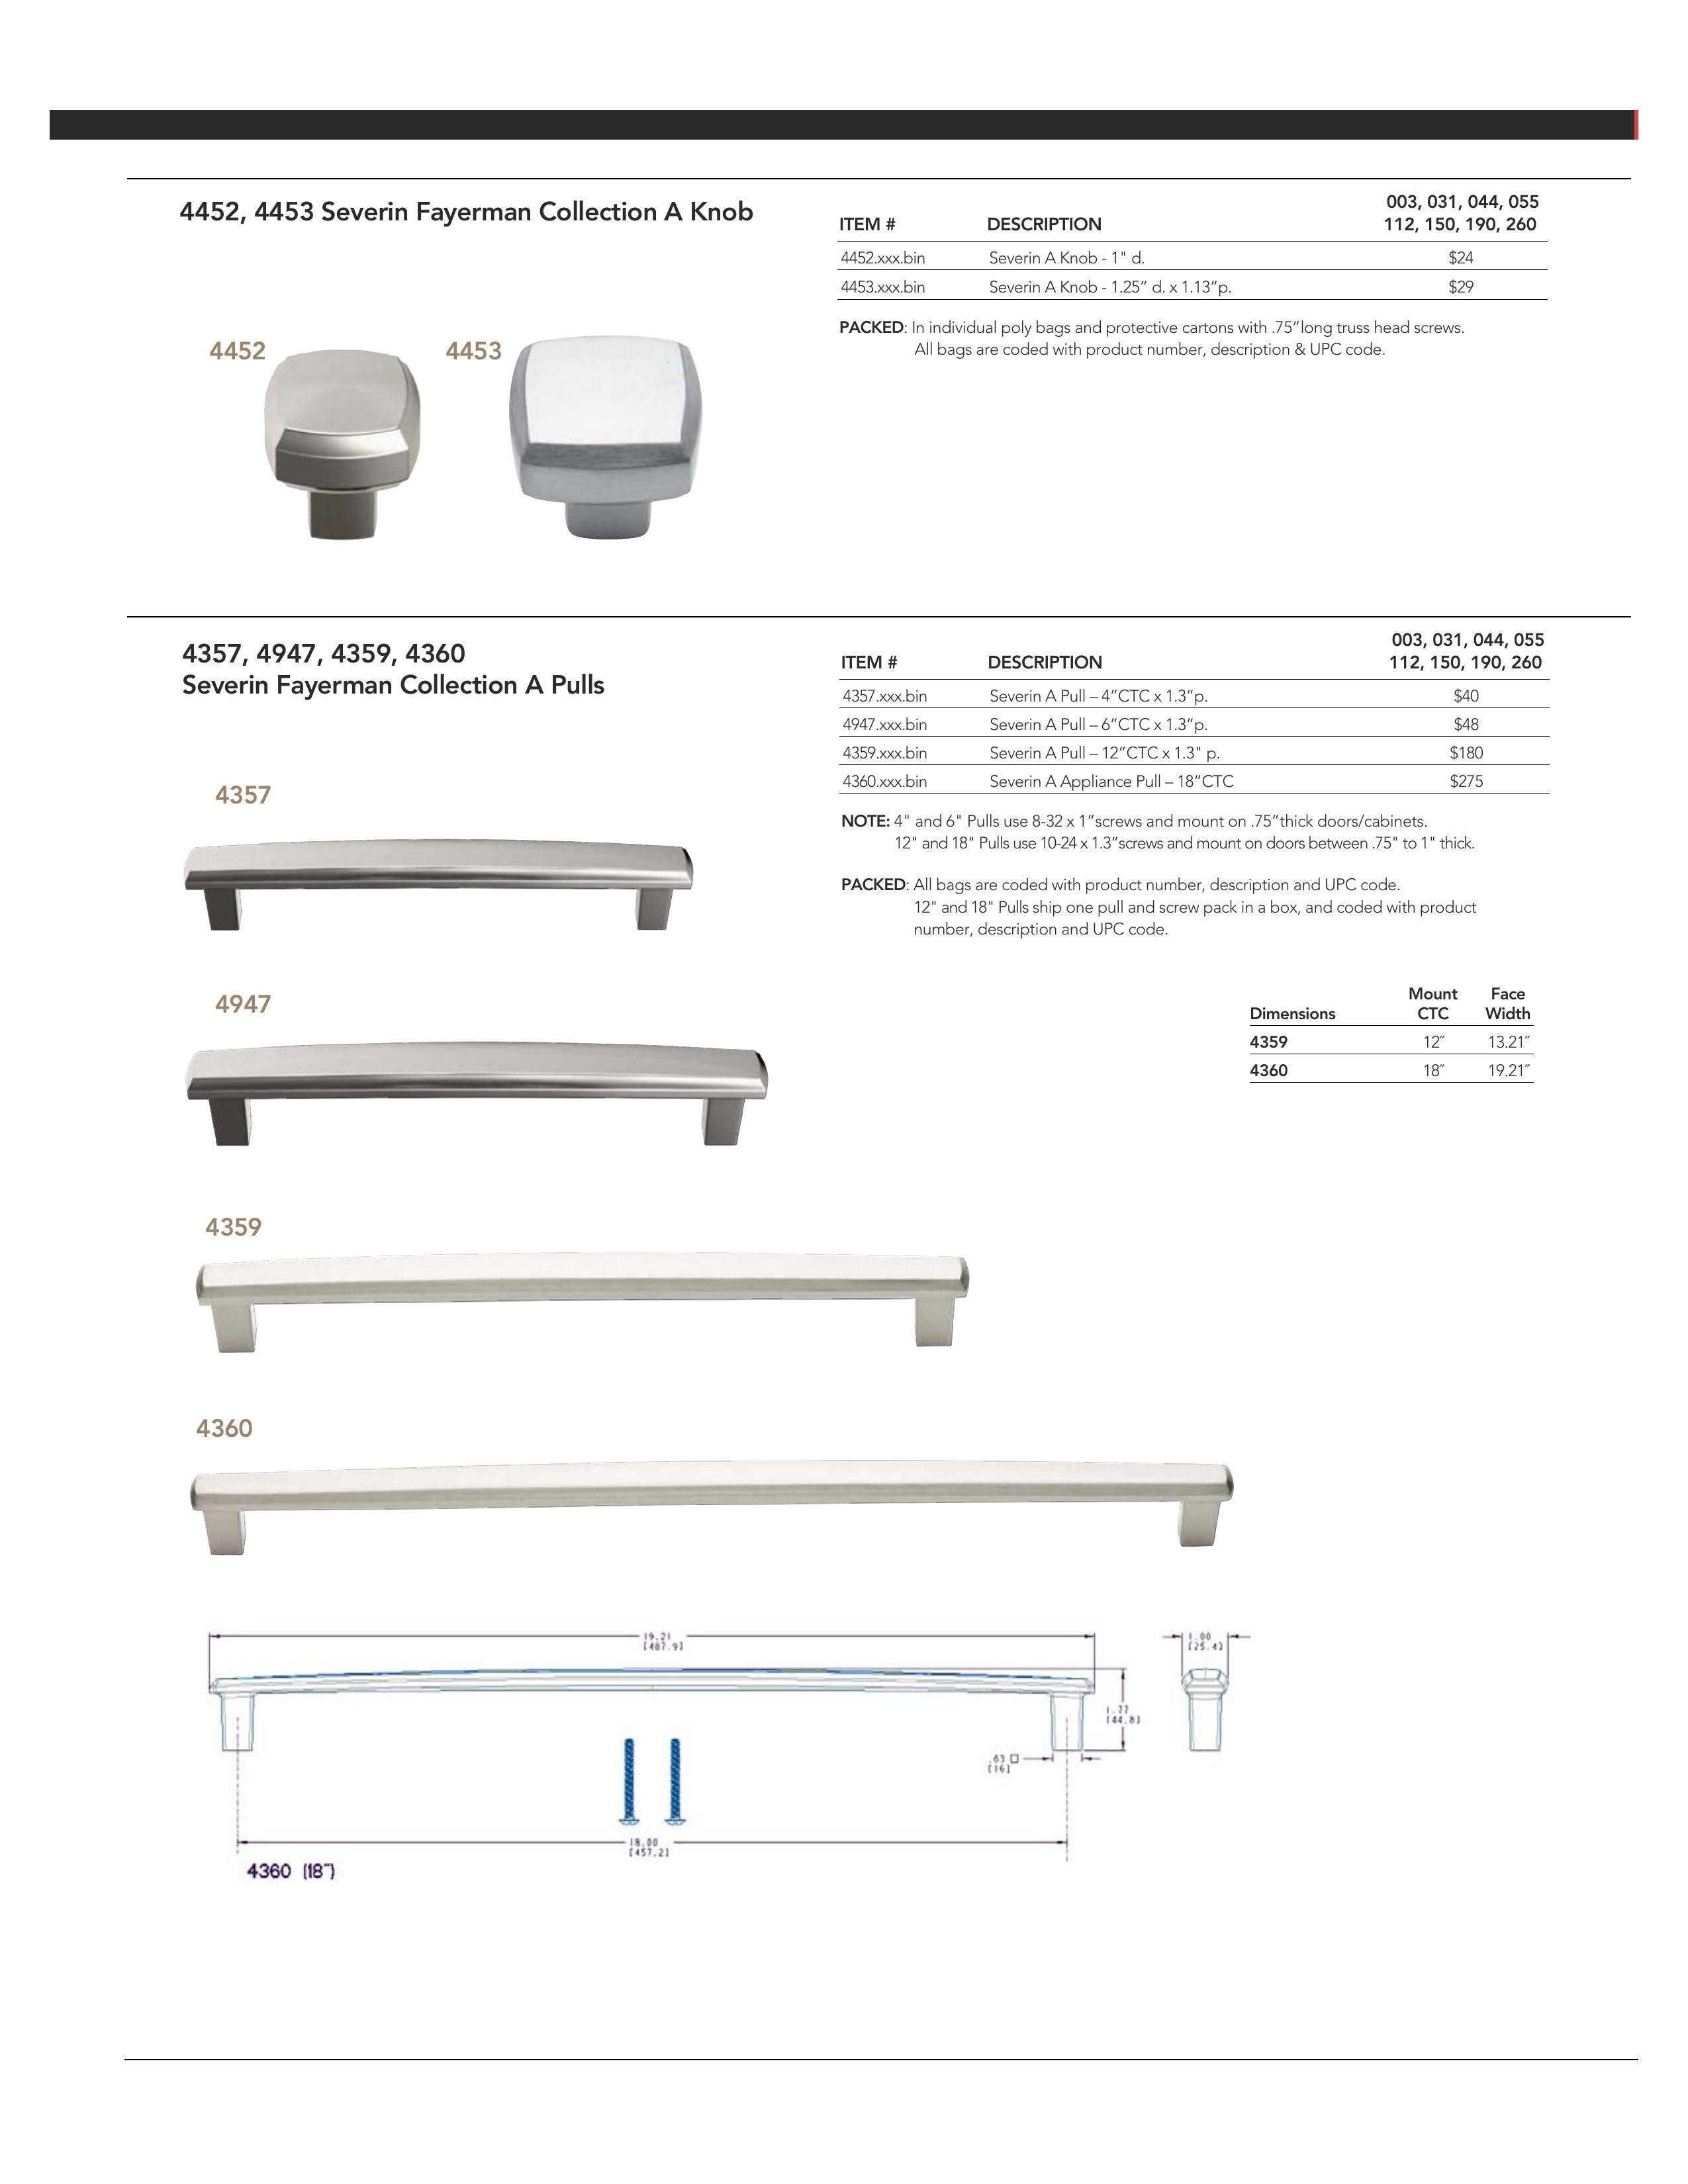 4452, 4453 Severin Fayerman Collection A Knob
003, 031, 044, 055
ITEM # DESCRIPTION 112, 150, 190, 260
4452.xxx.bin Severin A Knob - 1" d. $24
4453.xxx.bin Severin A Knob - 1.25” d. x 1.13”p. $29
PACKED: In individual poly bags and protective cartons with .75”long truss head screws.
All bags are coded with product number, description & UPC code.
4452
4453
4357, 4947, 4359, 4360
Severin Fayerman Collection A Pulls
003, 031, 044, 055
ITEM # DESCRIPTION 112, 150, 190, 260
4357.xxx.bin Severin A Pull – 4”CTC x 1.3”p. $40
4947.xxx.bin Severin A Pull – 6”CTC x 1.3”p. $48
4359.xxx.bin Severin A Pull – 12”CTC x 1.3" p. $180
4360.xxx.bin Severin A Appliance Pull – 18”CTC $275
NOTE: 4" and 6" Pulls use 8-32 x 1”screws and mount on .75”thick doors/cabinets.
12" and 18" Pulls use 10-24 x 1.3”screws and mount on doors between .75" to 1" thick.
PACKED: All bags are coded with product number, description and UPC code.
12" and 18" Pulls ship one pull and screw pack in a box, and coded with product
number, description and UPC code.
Mount Face
Dimensions CTC Width
4359 12˝ 13.21˝
4360 18˝ 19.21˝
4357
4947
4359
4360
19.21
[487.9]
1.00
[25.4]
[44.8]
.63
[16]
18.00
[457.2]
4360 (18˝)